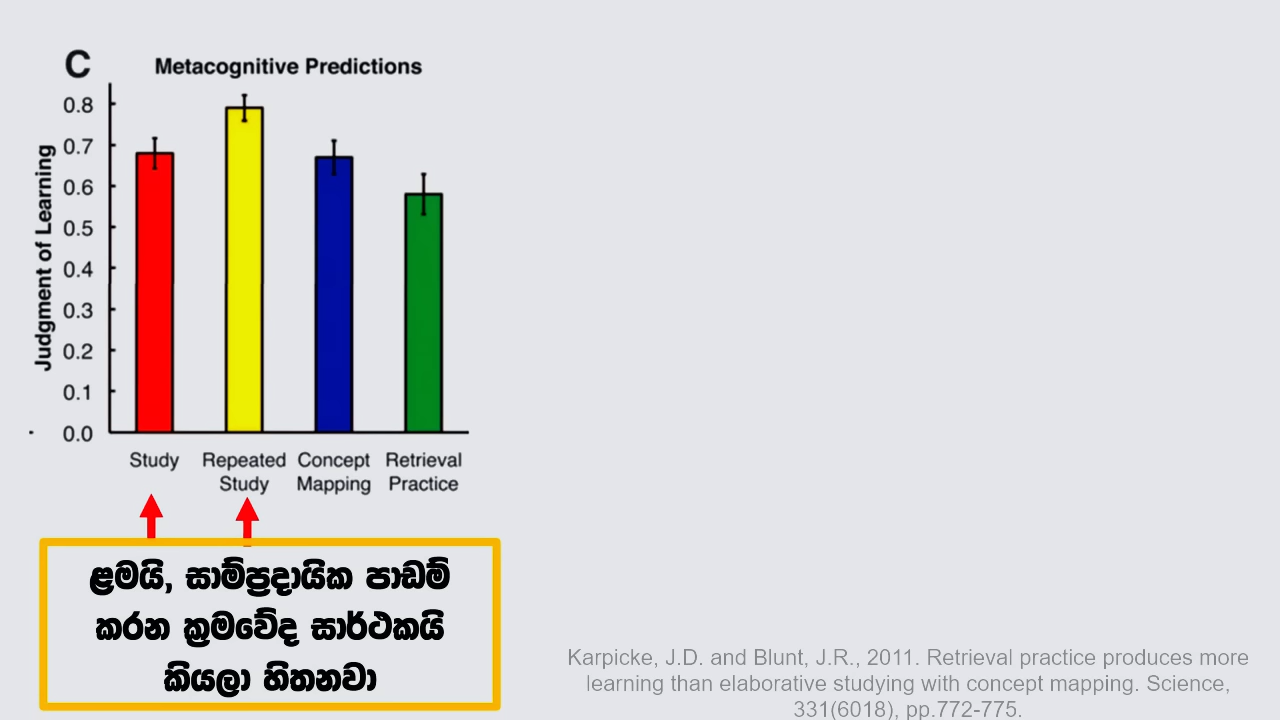 C
Metacognitive Predictions
Judgment of Learning
0.8
0.7
0.6
0.5
0.4
0.3
0.2
0.1
0.0
Study
Repeated Study
Concept Mapping
Retrieval Practice
ළමයි, සාම්ප්‍රදායික පාඩම්
කරන ක්‍රමවේද සාර්ථකයි
කියලා හිතනවා
Karpicke, J.D. and Blunt, J.R., 2011. Retrieval practice produces more
learning than elaborative studying with concept mapping. Science,
331(6018), pp.772-775.